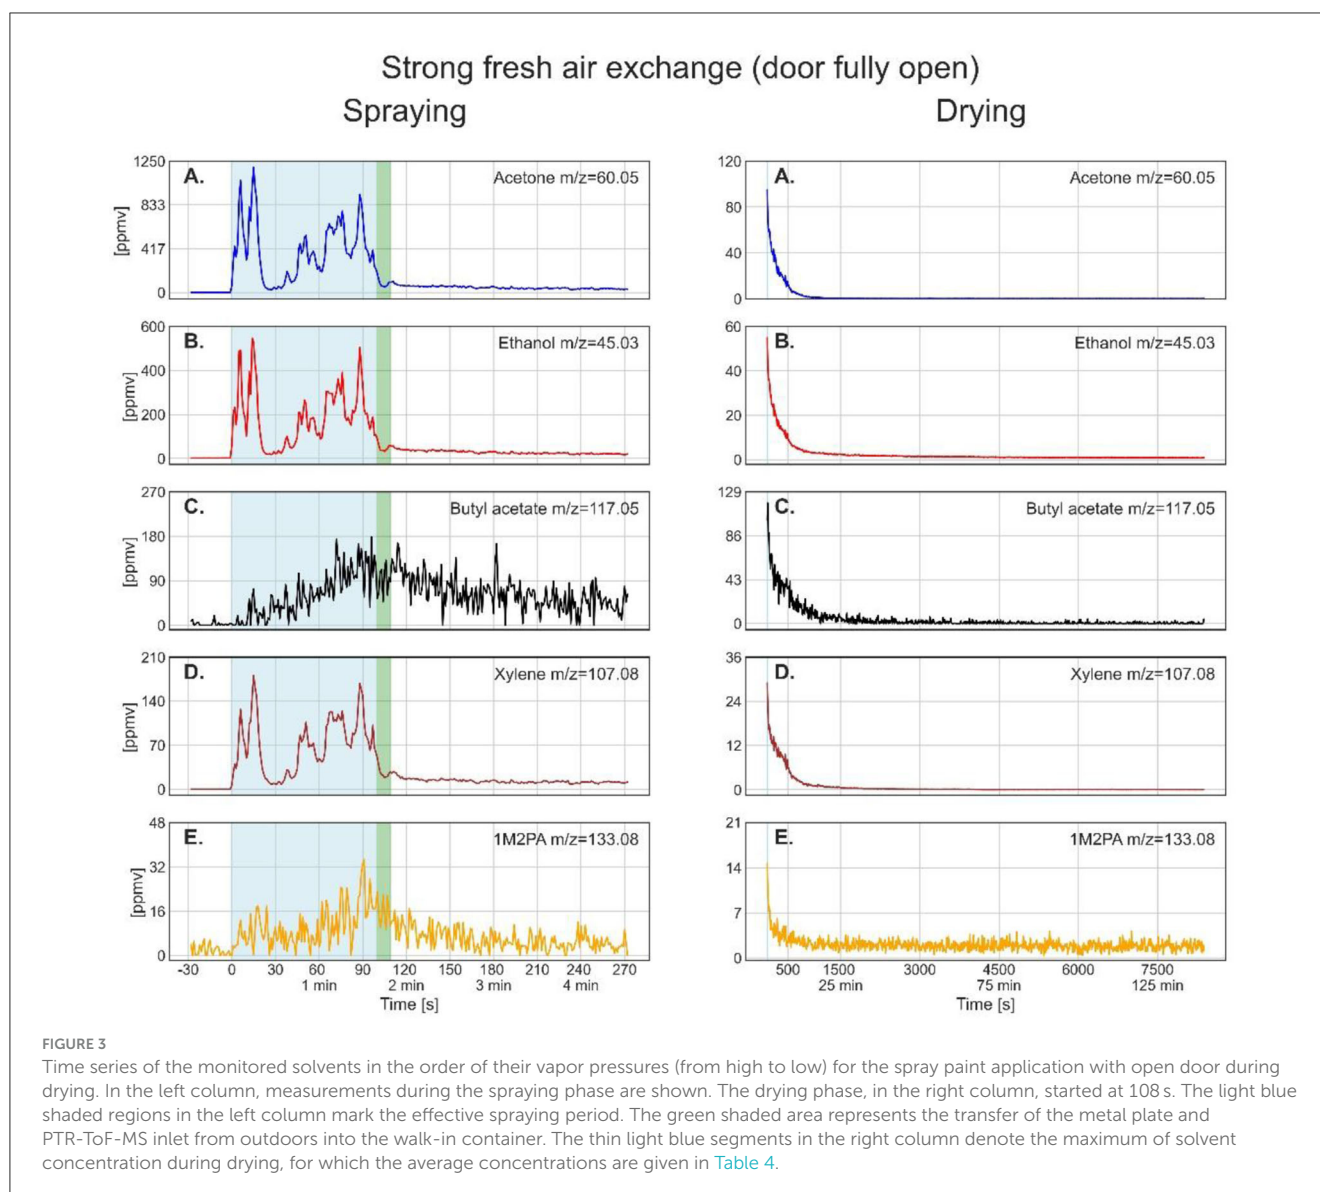 Strong fresh air exchange (door fully open)
Spraying
Drying
A.
Acetone m/z=60.05
[ppmv]
1250
833
417
0
B.
Ethanol m/z=45.03
[ppmv]
600
400
200
0
C.
Butyl acetate m/z=117.05
[ppmv]
270
180
90
0
D.
Xylene m/z=107.08
[ppmv]
210
140
70
0
E.
1M2PA m/z=133.08
[ppmv]
48
32
16
0
-30 0 30 60 90 120 150 180 210 240 270
1 min 2 min 3 min 4 min
Time [s]
A.
Acetone m/z=60.05
120
80
40
0
B.
Ethanol m/z=45.03
60
40
20
0
C.
Butyl acetate m/z=117.05
129
86
43
0
D.
Xylene m/z=107.08
36
24
12
0
E.
1M2PA m/z=133.08
21
14
7
0
500 1500 3000 4500 6000 7500
25 min 75 min 125 min
Time [s]
FIGURE 3
Time series of the monitored solvents in the order of their vapor pressures (from high to low) for the spray paint application with open door during
drying. In the left column, measurements during the spraying phase are shown. The drying phase, in the right column, started at 108 s. The light blue
shaded regions in the left column mark the effective spraying period. The green shaded area represents the transfer of the metal plate and
PTR-ToF-MS inlet from outdoors into the walk-in container. The thin light blue segments in the right column denote the maximum of solvent
concentration during drying, for which the average concentrations are given in Table 4.